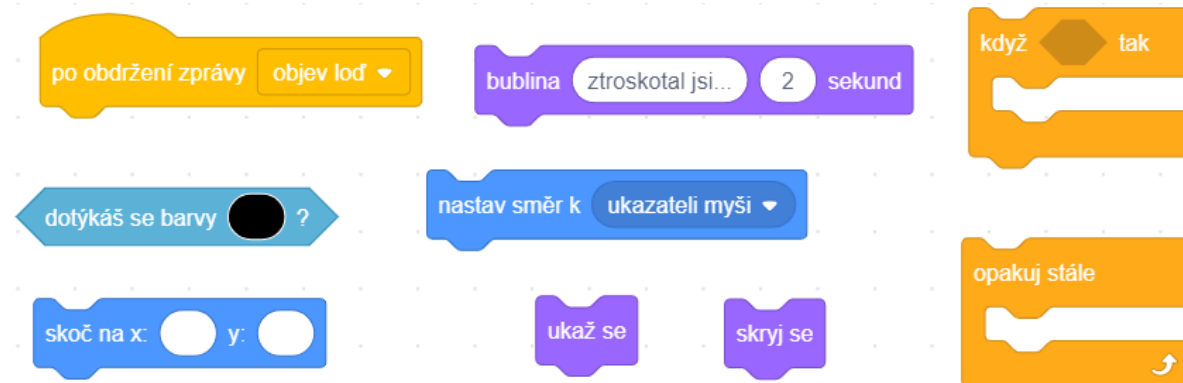 po obdržení zprávy objev loď
bublina ztroskotal jsi... 2 sekund
když tak
dotýkáš se barvy ?
nastav směr k ukazateli myši
opakuj stále
skoč na x: y:
ukaž se
skryj se